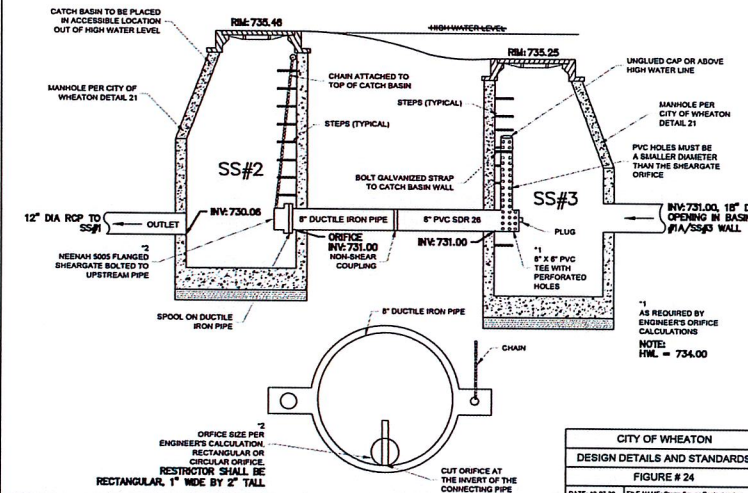 CATCH BASIN TO BE PLACED
IN ACCESSIBLE LOCATION
OUT OF HIGH WATER LEVEL
RIM: 735.46
HIGH WATER LEVEL
RIM: 735.25
UNGLUED CAP OR ABOVE
HIGH WATER LINE
CHAIN ATTACHED TO
TOP OF CATCH BASIN
MANHOLE PER CITY OF
WHEATON DETAIL 21
STEPS (TYPICAL)
STEPS (TYPICAL)
MANHOLE PER
CITY OF WHEATON
DETAIL 21
PVC HOLES MUST BE
A SMALLER DIAMETER
THAN THE SHEARGATE
ORIFICE
SS#2
BOLT GALVANIZED STRAP
TO CATCH BASIN WALL
SS#3
12" DIA RCP TO
SS#1
OUTLET
INV: 730.06
8" DUCTILE IRON PIPE
6" PVC SDR 26
PLUG
INV: 731.00, 18" D
OPENING IN BASIN
#1A/SS#3 WALL
ORIFICE
INV: 731.00
NON-SHEAR
COUPLING
INV: 731.00
*2
NEENAH 5005 FLANGED
SHEARGATE BOLTED TO
UPSTREAM PIPE
*1
6" X 6" PVC
TEE WITH
PERFORATED
HOLES
SPOOL ON DUCTILE
IRON PIPE
8" DUCTILE IRON PIPE
*1
AS REQUIRED BY
ENGINEER'S ORIFICE
CALCULATIONS
NOTE:
HWL = 734.00
CHAIN
*2
ORFICE SIZE PER
ENGINEER'S CALCULATION,
RECTANGULAR OR
CIRCULAR ORIFICE.
RESTRICTOR SHALL BE
RECTANGULAR, 1" WIDE BY 2" TALL
CUT ORIFICE AT
THE INVERT OF THE
CONNECTING PIPE
CITY OF WHEATON
DESIGN DETAILS AND STANDARDS
FIGURE # 24